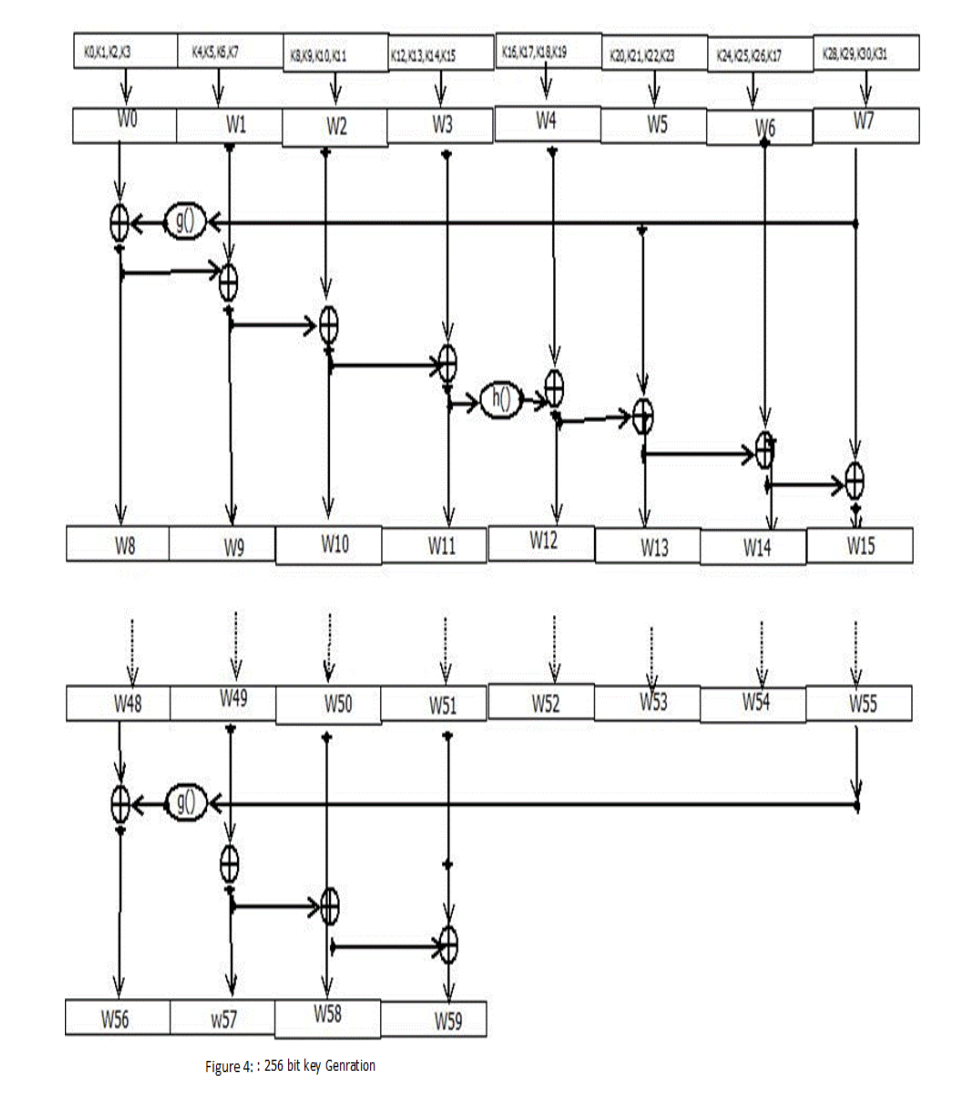 K0,K1,K2,K3 K4,K5,K6,K7 K8,K9,K10,K11 K12,K13,K14,K15 K16,K17,K18,K19 K20,K21,K22,K23 K24,K25,K26,K17 K28,K29,K30,K31
W0 W1 W2 W3 W4 W5 W6 W7
g()
h()
W8 W9 W10 W11 W12 W13 W14 W15
W48 W49 W50 W51 W52 W53 W54 W55
g()
W56 w57 W58 W59
Figure 4: : 256 bit key Genration